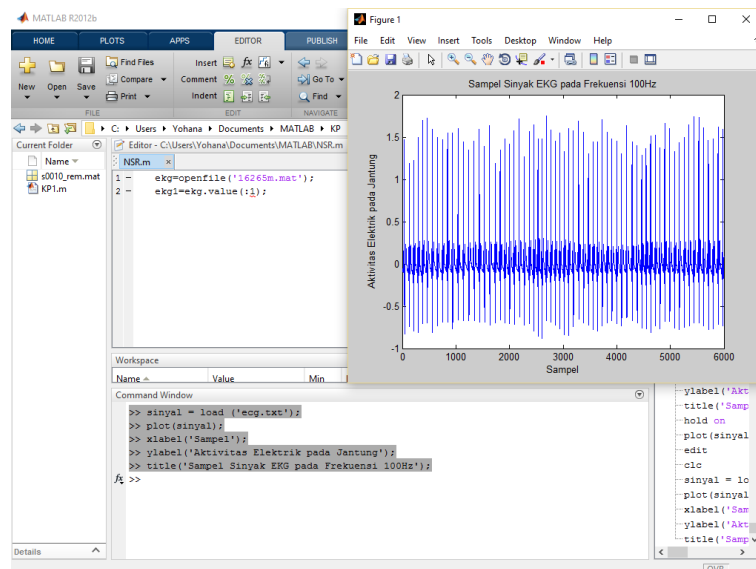 MATLAB R2012b
HOME PLOTS APPS EDITOR PUBLISH
New Open Save
Find Files
Compare
Print
Insert
Comment
Indent
Go To
Find
FILE EDIT NAVIGATE
C: Users Yohana Documents MATLAB KP
Current Folder
Name
s0010_rem.mat
KP1.m
Editor - C:\Users\Yohana\Documents\MATLAB\NSR.m
NSR.m ×
1 - ekg=openfile('16265m.mat');
2 - ekg1=ekg.value(:1);
Workspace
Name Value Min
Command Window
>> sinyal = load ('ecg.txt');
>> plot(sinyal);
>> xlabel('Sampel');
>> ylabel('Aktivitas Elektrik pada Jantung');
>> title('Sampel Sinyak EKG pada Frekuensi 100Hz');
fx >>
Details
Figure 1
File Edit View Insert Tools Desktop Window Help
Sampel Sinyak EKG pada Frekuensi 100Hz
Aktivitas Elektrik pada Jantung
2
1.5
1
0.5
0
-0.5
-1
0 1000 2000 3000 4000 5000 6000
Sampel
ylabel('Akt
title('Samp
hold on
plot(sinyal
edit
clc
sinyal = lo
plot(sinyal
xlabel('Sam
ylabel('Akt
title('Samp
OVR